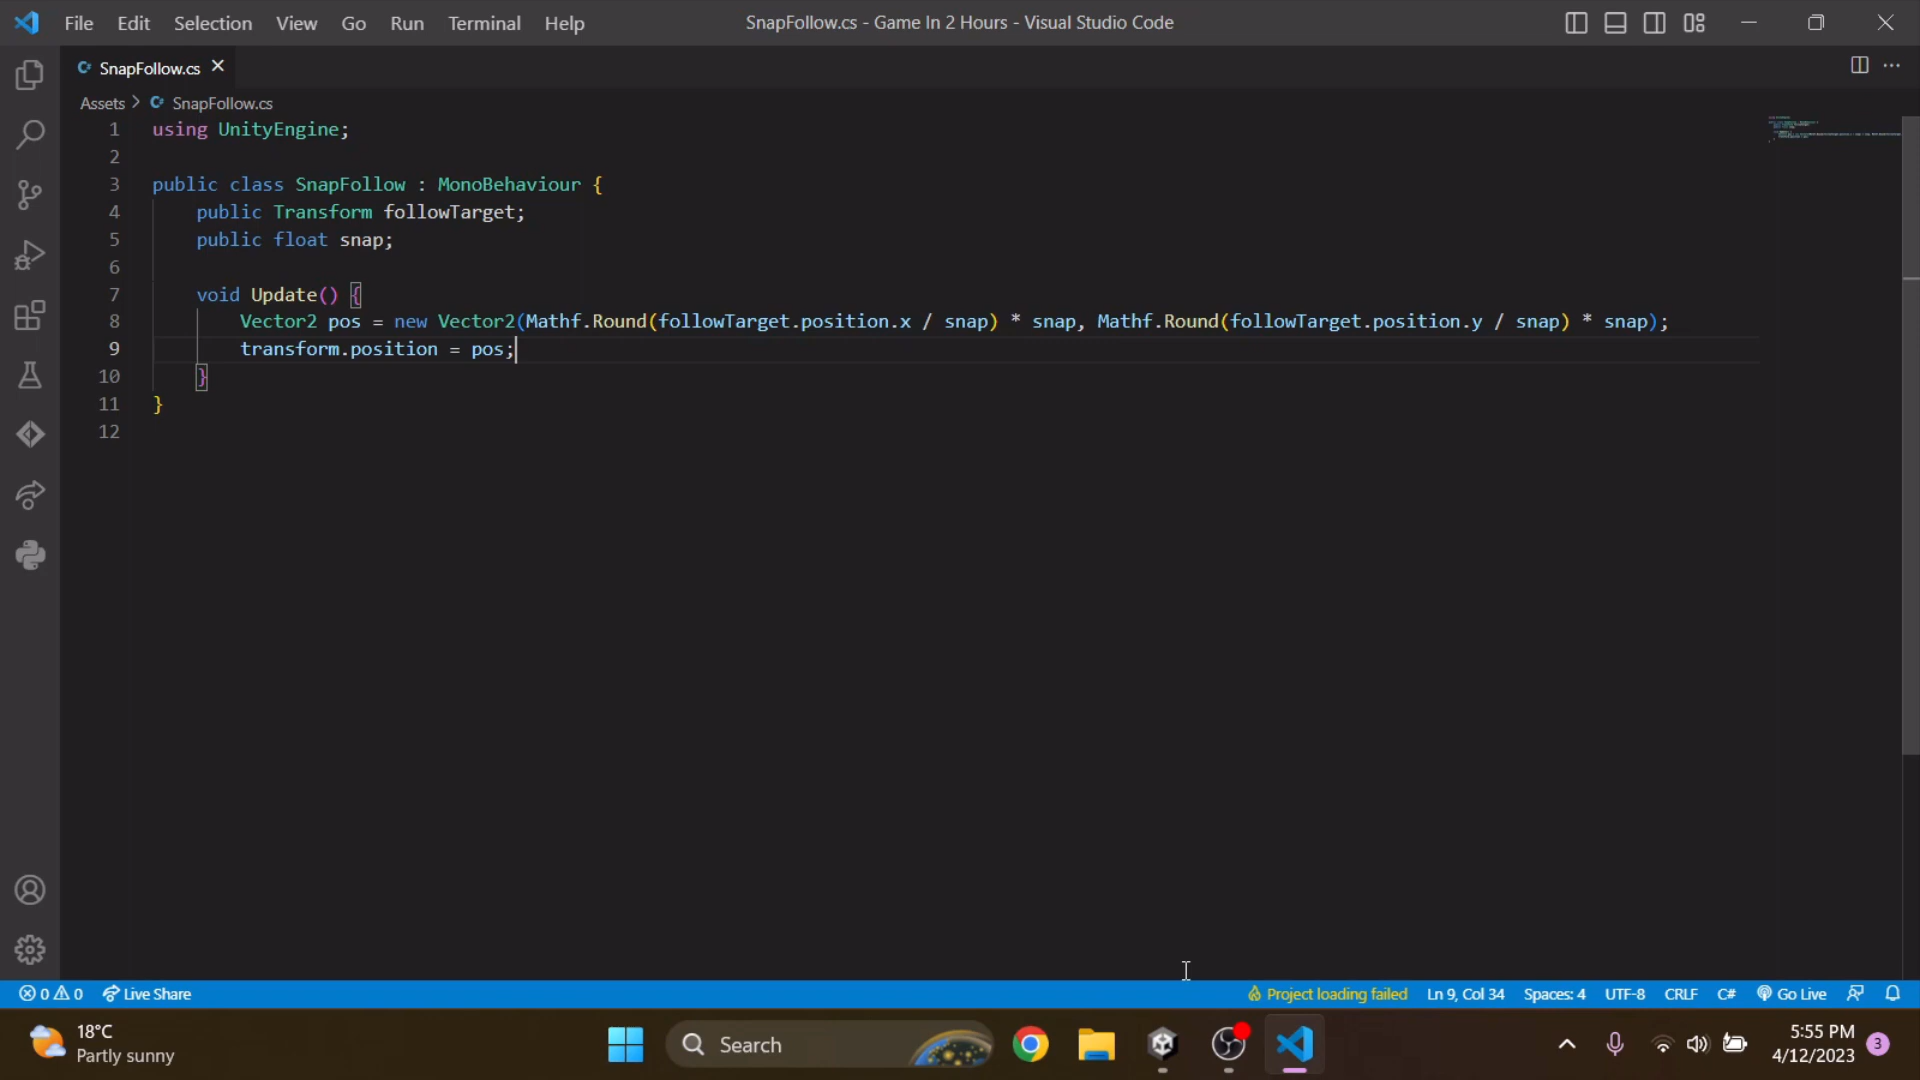 File Edit Selection View Go Run Terminal Help SnapFollow.cs - Game In 2 Hours - Visual Studio Code
SnapFollow.cs
Assets > SnapFollow.cs
1 using UnityEngine;
2
3 public class SnapFollow : MonoBehaviour {
4 public Transform followTarget;
5 public float snap;
6
7 void Update() {
8 Vector2 pos = new Vector2(Mathf.Round(followTarget.position.x / snap) * snap, Mathf.Round(followTarget.position.y / snap) * snap);
9 transform.position = pos;
10 }
11 }
12
0 0 Live Share Project loading failed Ln 9, Col 34 Spaces: 4 UTF-8 CRLF C# Go Live
18°C
Partly sunny
Search
5:55 PM
4/12/2023
3